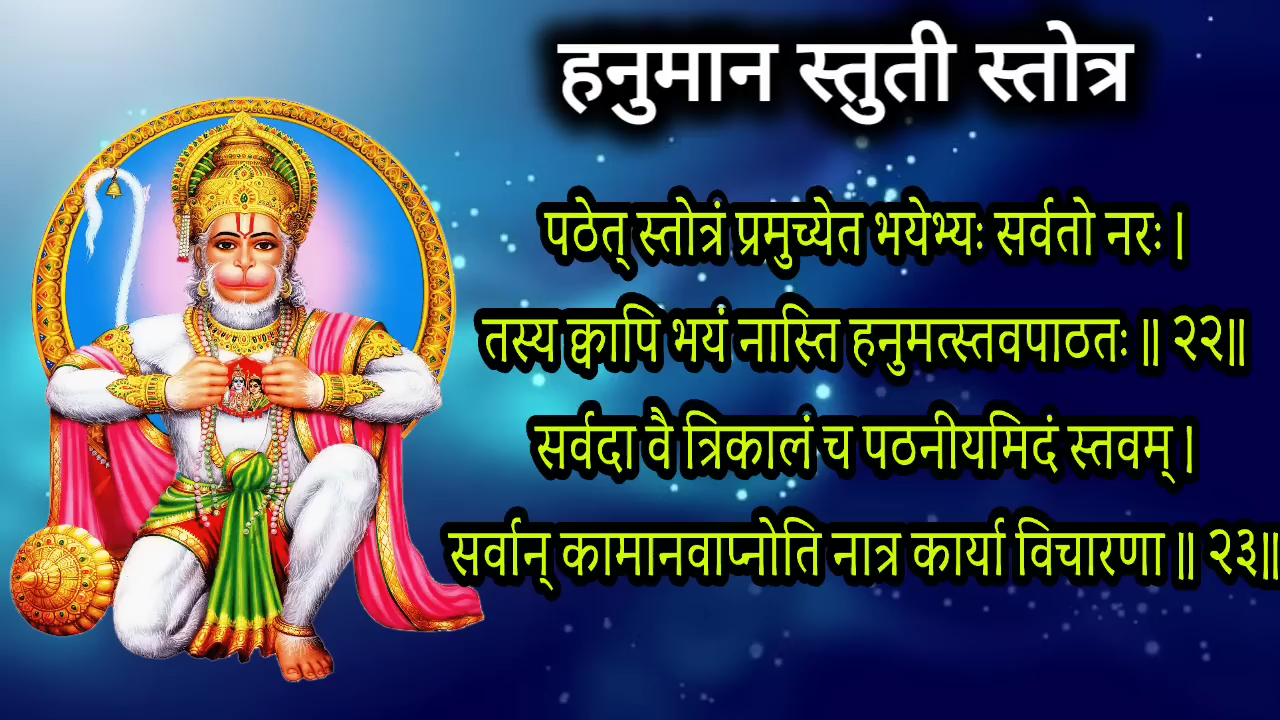 हनुमान स्तुती स्तोत्र
पठेत् स्तोत्रं प्रमुच्येत भयेभ्यः सर्वतो नरः |
तस्य क्वापि भयं नास्ति हनुमत्स्तवपाठतः || २२||
सर्वदा वै त्रिकालं च पठनीयमिदं स्तवम् |
सर्वान् कामानवाप्नोति नात्र कार्या विचारणा || २३||